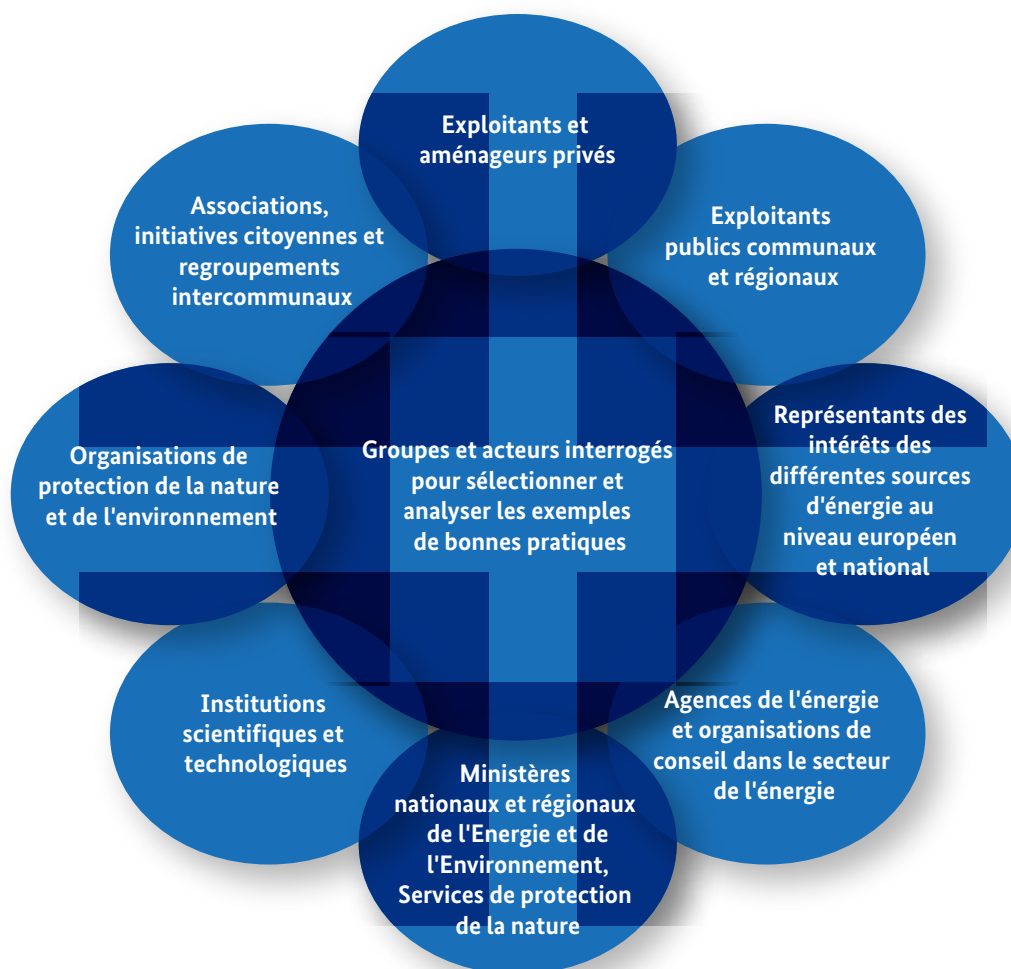 Exploitants et
aménageurs privés
Exploitants
publics communaux
et régionaux
Représentants des
intérêts des
différentes sources
d'énergie au
niveau européen
et national
Agences de l'énergie
et organisations de
conseil dans le secteur
de l'énergie
Ministères
nationaux et régionaux
de l'Energie et de
l'Environnement,
Services de protection
de la nature
Institutions
scientifiques et
technologiques
Organisations de
protection de la nature
et de l'environnement
Associations,
initiatives citoyennes et
regroupements
intercommunaux
Groupes et acteurs interrogés
pour sélectionner et
analyser les exemples
de bonnes pratiques